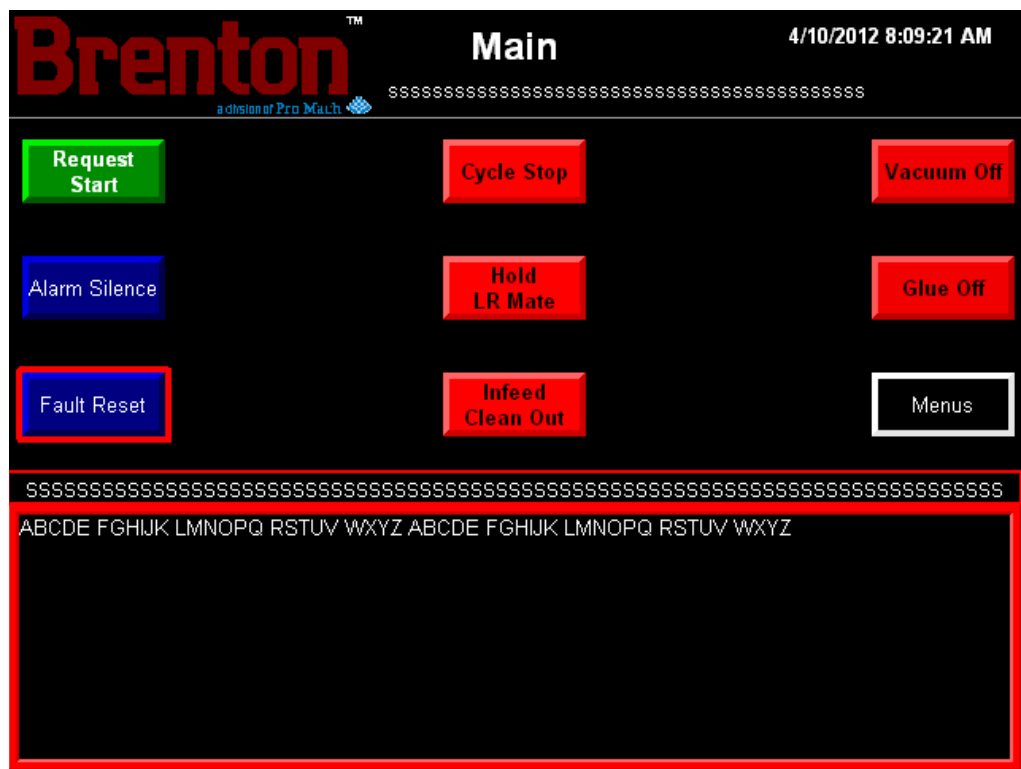 Brenton™
a division of Pro Mach
Main
4/10/2012 8:09:21 AM
SSSSSSSSSSSSSSSSSSSSSSSSSSSSSSSSSSSSSSSSSSS
Request
Start
Cycle Stop
Vacuum Off
Alarm Silence
Hold
LR Mate
Glue Off
Fault Reset
Infeed
Clean Out
Menus
SSSSSSSSSSSSSSSSSSSSSSSSSSSSSSSSSSSSSSSSSSSSSSSSSSSSSSSSSSSSSSSSSSSSSSSSSSSS
ABCDE FGHIJK LMNOPQ RSTUV WXYZ ABCDE FGHIJK LMNOPQ RSTUV WXYZ